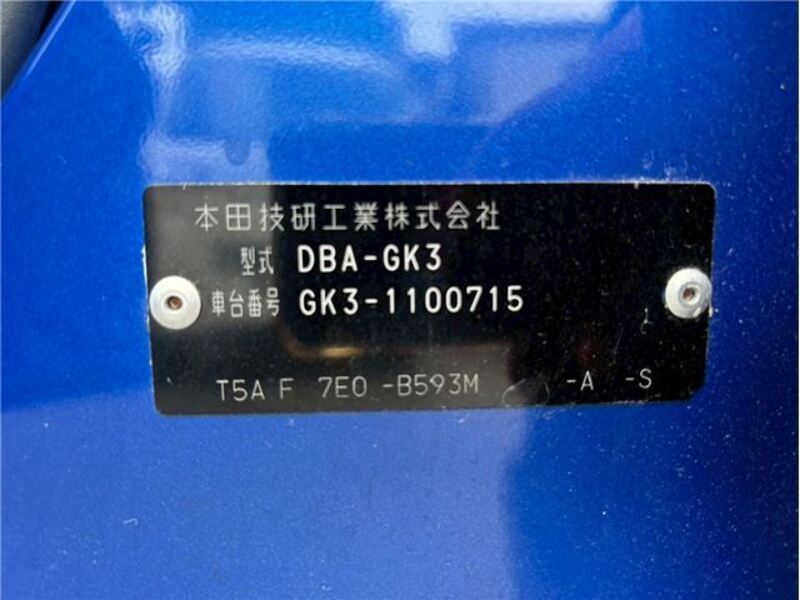 本田技研工業株式会社
型式 DBA-GK3
車台番号 GK3-1100715
T5A F 7E0 -B593M -A -S